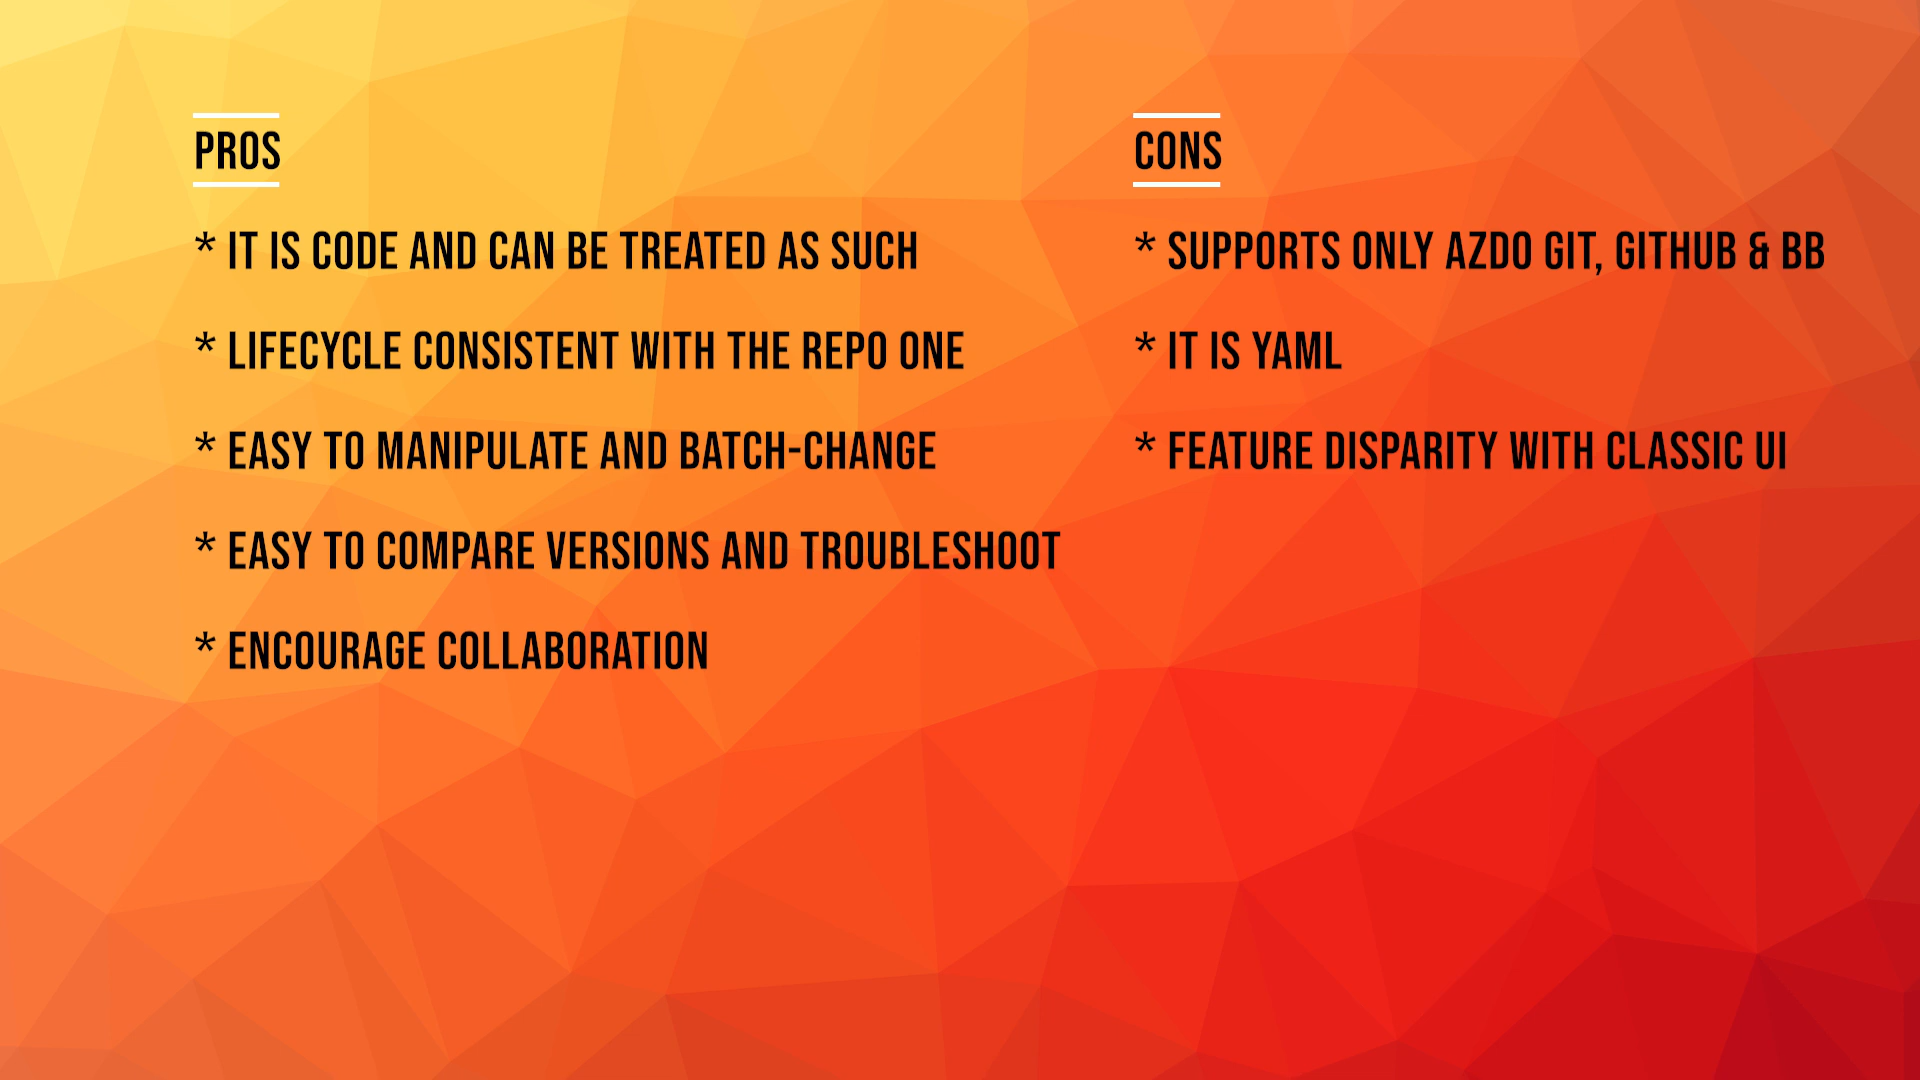 PROS
* IT IS CODE AND CAN BE TREATED AS SUCH
* LIFECYCLE CONSISTENT WITH THE REPO ONE
* EASY TO MANIPULATE AND BATCH-CHANGE
* EASY TO COMPARE VERSIONS AND TROUBLESHOOT
* ENCOURAGE COLLABORATION
CONS
* SUPPORTS ONLY AZDO GIT, GITHUB & BB
* IT IS YAML
* FEATURE DISPARITY WITH CLASSIC UI